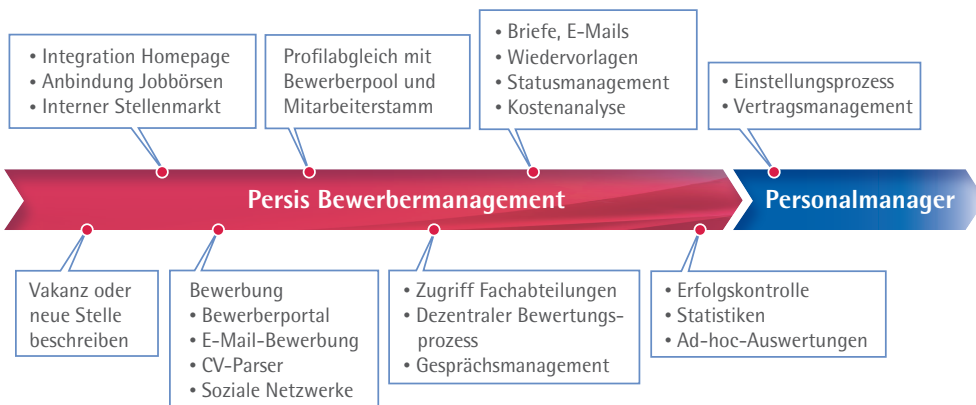 • Integration Homepage
• Anbindung Jobbörsen
• Interner Stellenmarkt
Profilabgleich mit
Bewerberpool und
Mitarbeiterstamm
• Briefe, E-Mails
• Wiedervorlagen
• Statusmanagement
• Kostenanalyse
• Einstellungsprozess
• Vertragsmanagement
Persis Bewerbermanagement
Personalmanager
Vakanz oder
neue Stelle
beschreiben
Bewerbung
• Bewerberportal
• E-Mail-Bewerbung
• CV-Parser
• Soziale Netzwerke
• Zugriff Fachabteilungen
• Dezentraler Bewertungs-
prozess
• Gesprächsmanagement
• Erfolgskontrolle
• Statistiken
• Ad-hoc-Auswertungen